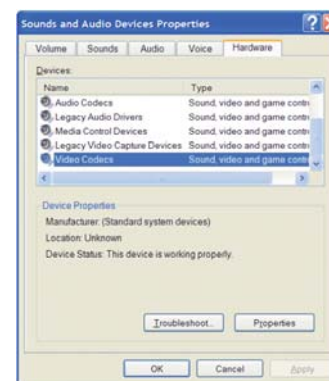 Sounds and Audio Devices Properties
Volume Sounds Audio Voice Hardware
Devices:
Name Type
Audio Codecs Sound, video and game contr
Legacy Audio Drivers Sound, video and game contr
Media Control Devices Sound, video and game contr
Legacy Video Capture Devices Sound, video and game contr
Video Codecs Sound, video and game contr
Device Properties
Manufacturer: (Standard system devices)
Location: Unknown
Device Status: This device is working properly.
Troubleshoot... Properties
OK Cancel Apply